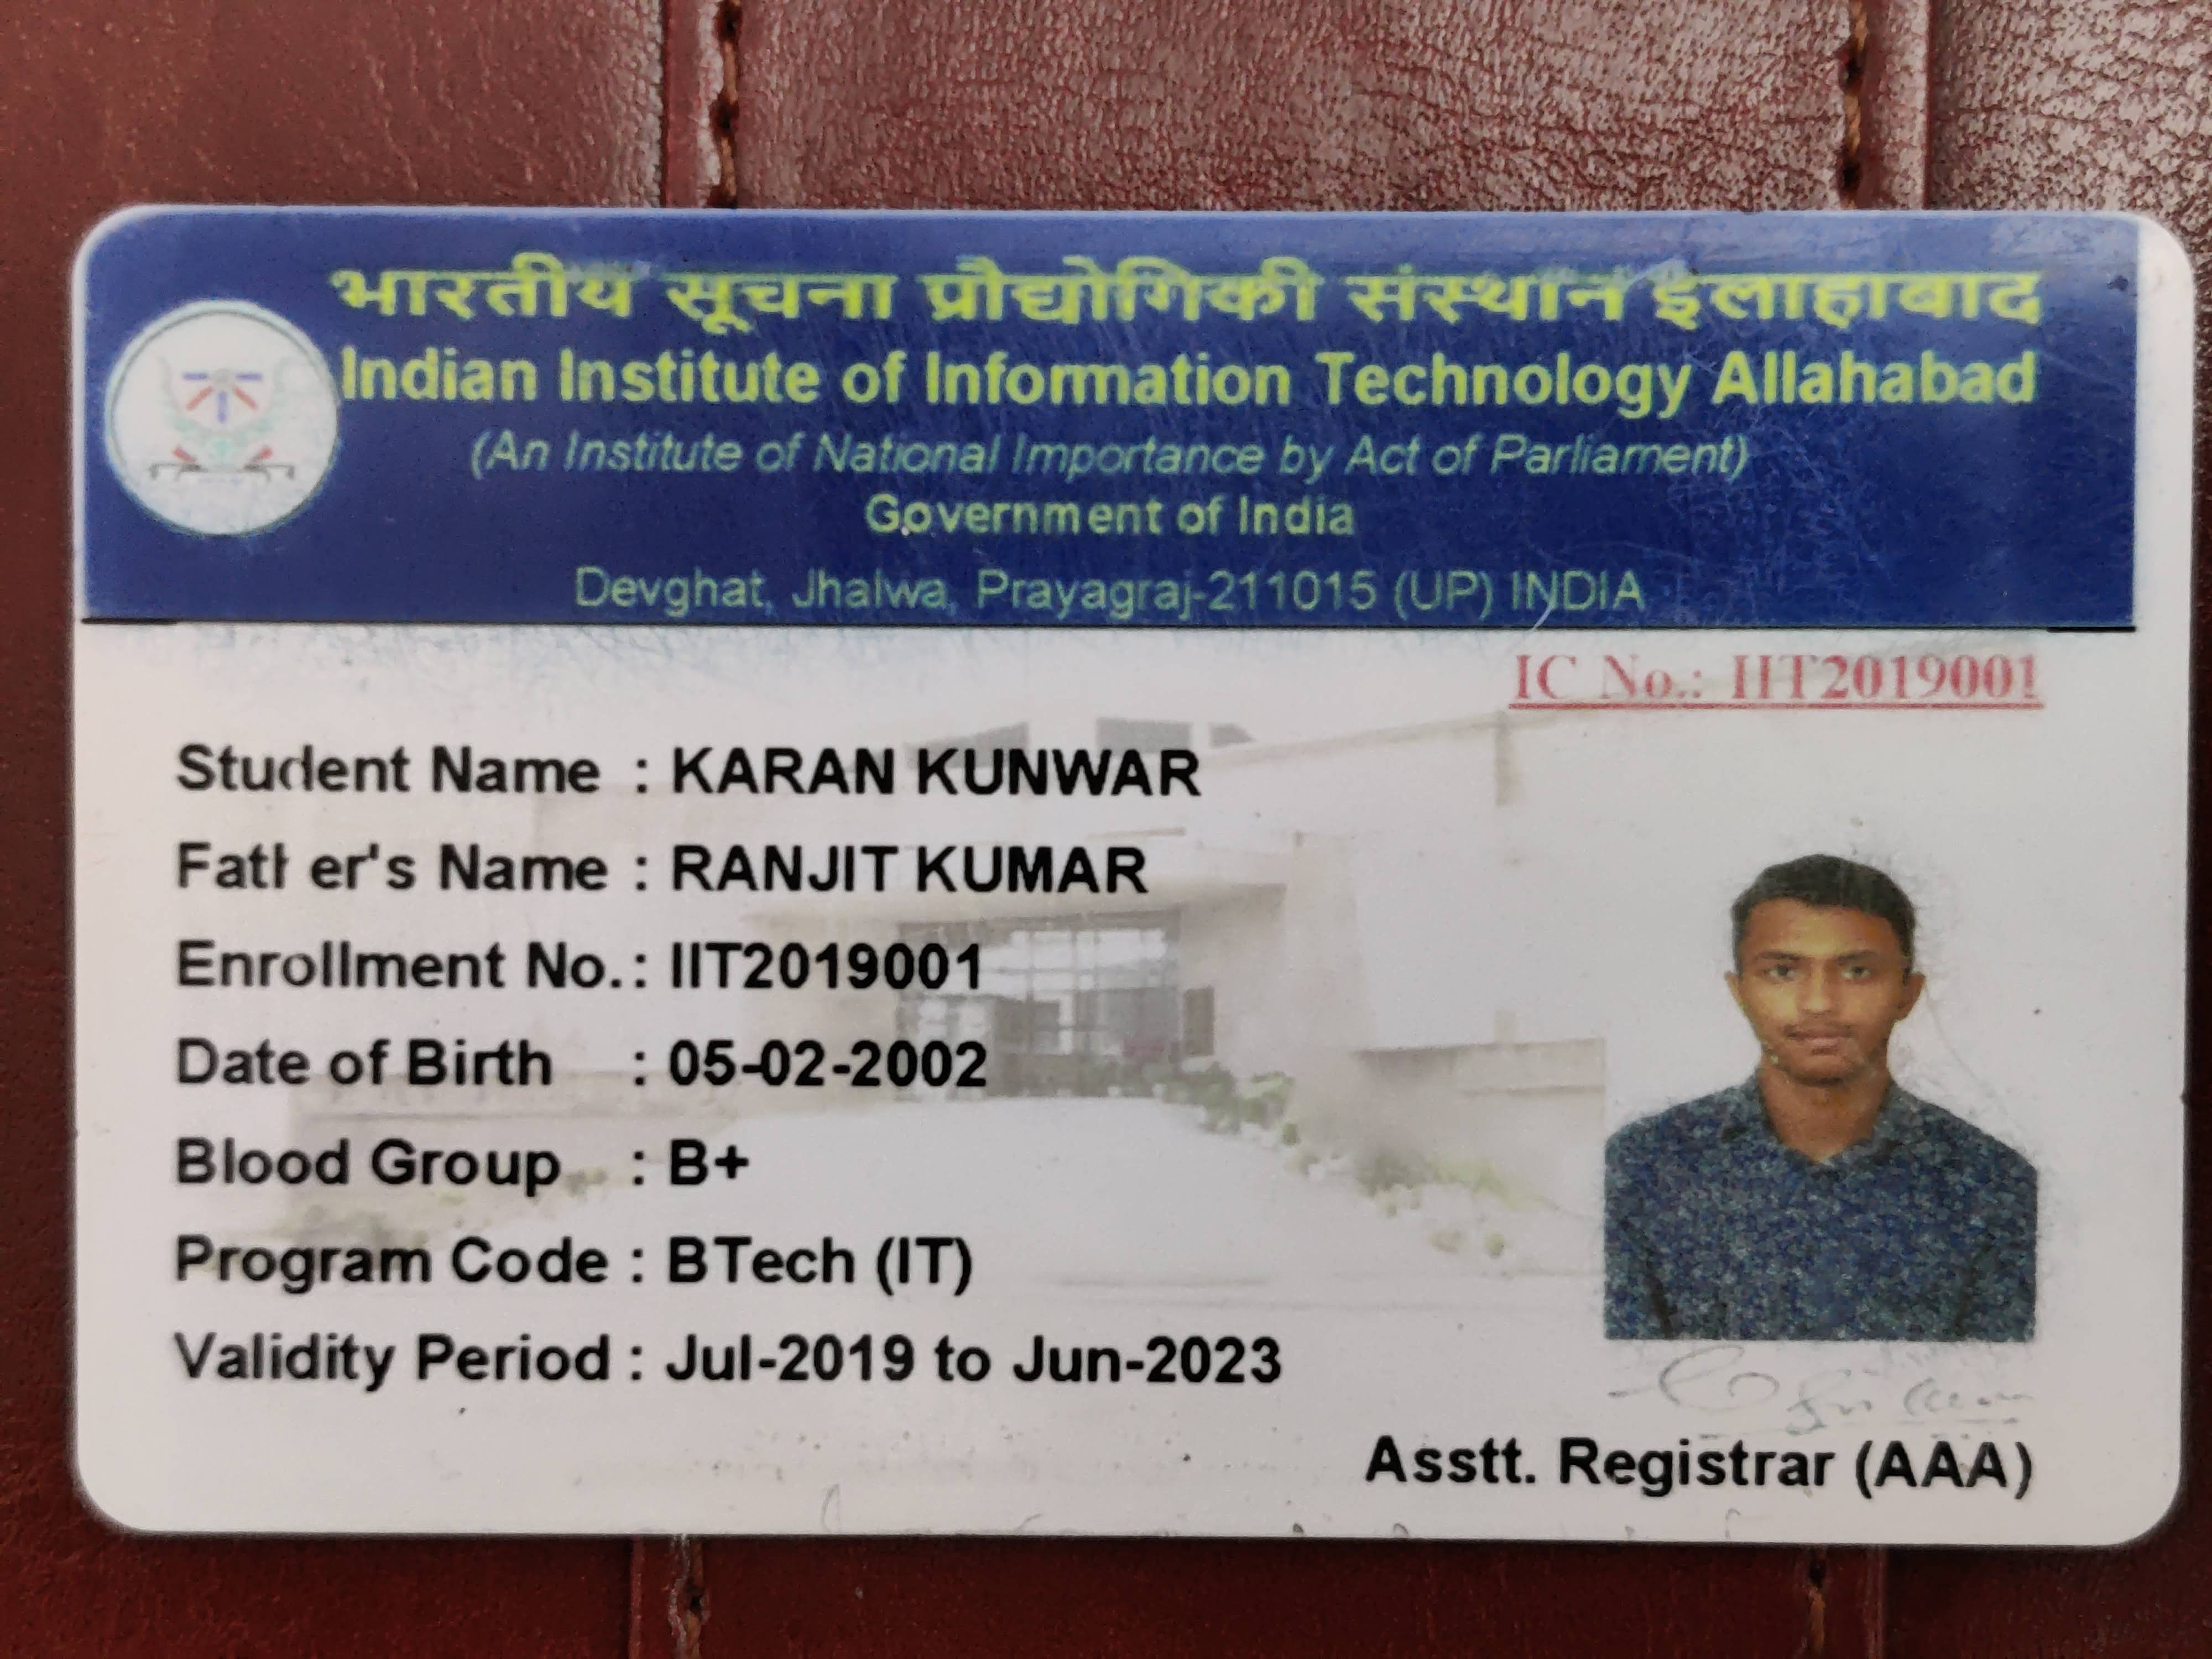 भारतीय सूचना प्रौद्योगिकी संस्थान इलाहाबाद
Indian Institute of Information Technology Allahabad
(An Institute of National Importance by Act of Parliament)
Government of India
Devghat, Jhalwa, Prayagraj-211015 (UP) INDIA
IC No.: IIT2019001
Student Name : KARAN KUNWAR
Father's Name : RANJIT KUMAR
Enrollment No.: IIT2019001
Date of Birth : 05-02-2002
Blood Group : B+
Program Code : BTech (IT)
Validity Period : Jul-2019 to Jun-2023
Asstt. Registrar (AAA)